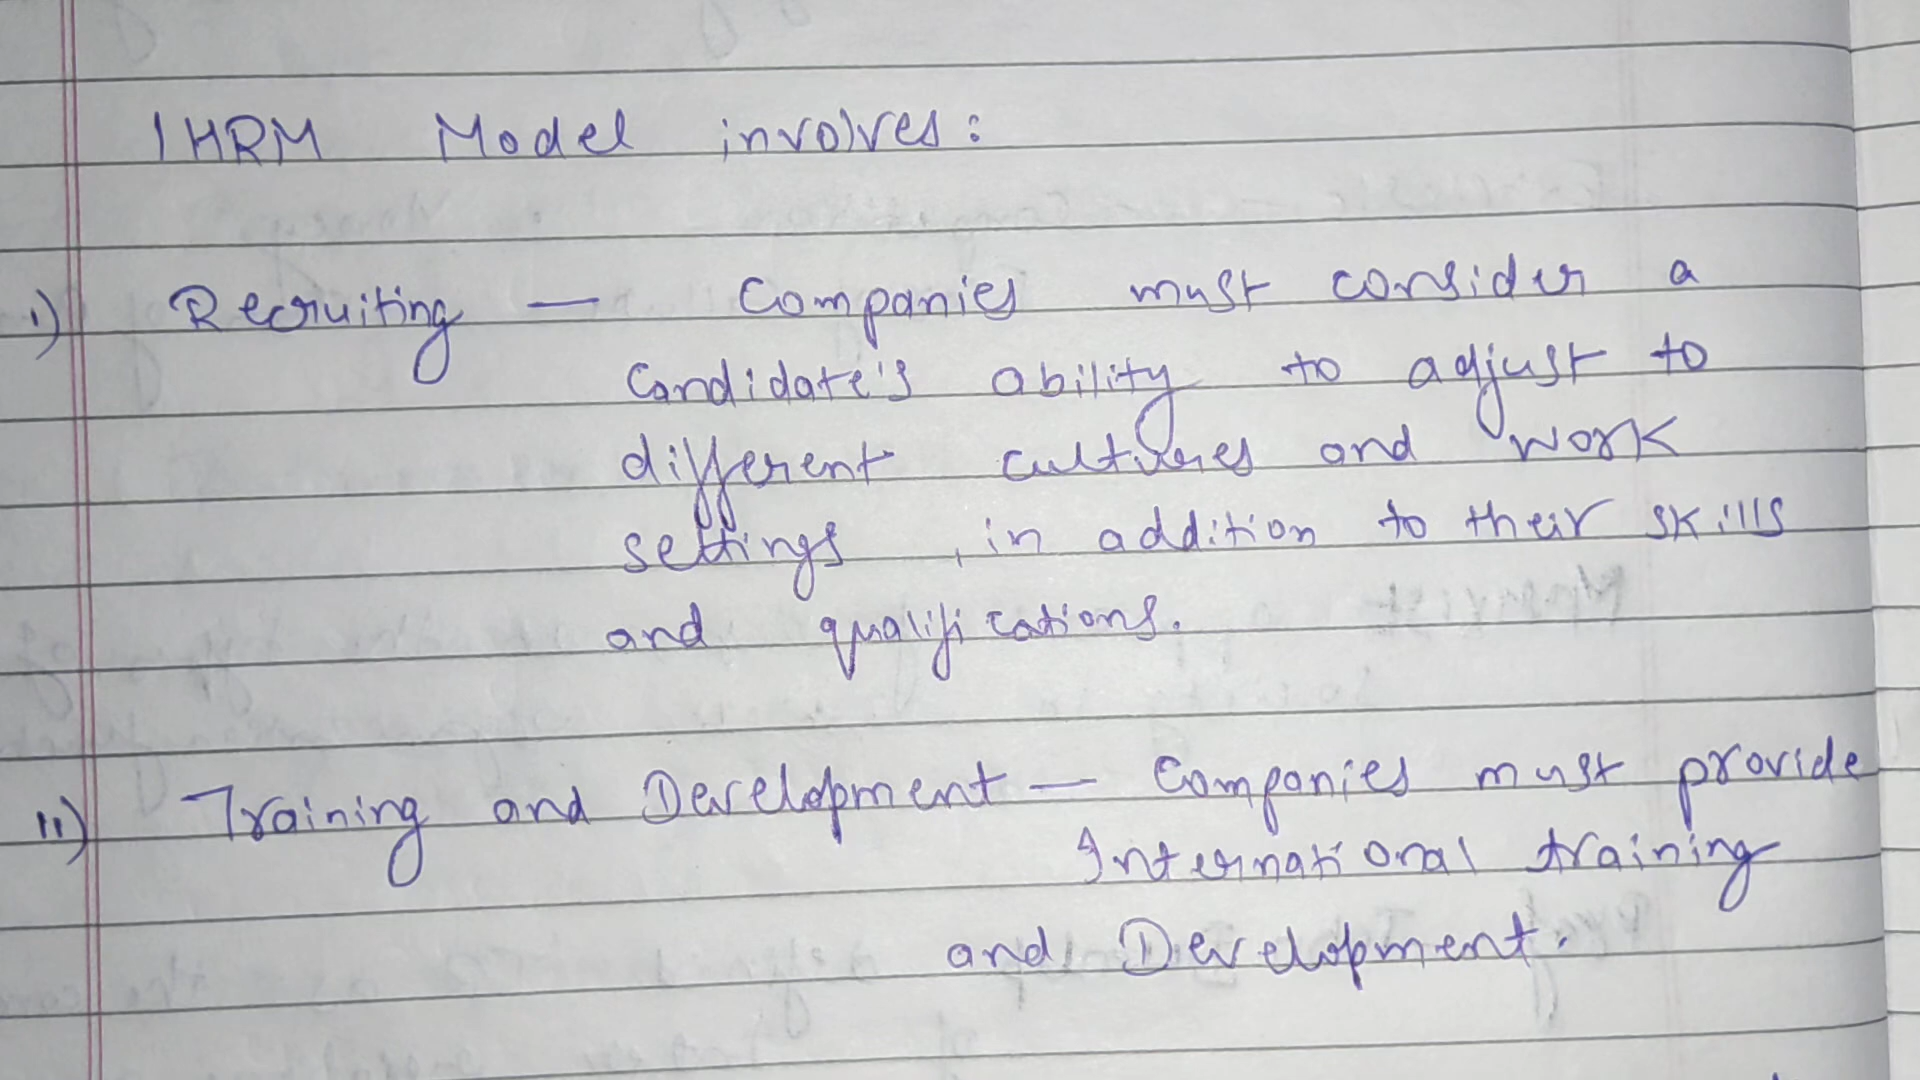 IHRM Model involves:
i) Recruiting — Companies must consider a
Candidate's ability to adjust to
different cultures and work
settings, in addition to their skills
and qualifications.
ii) Training and Development — Companies must provide
International training
and Development.